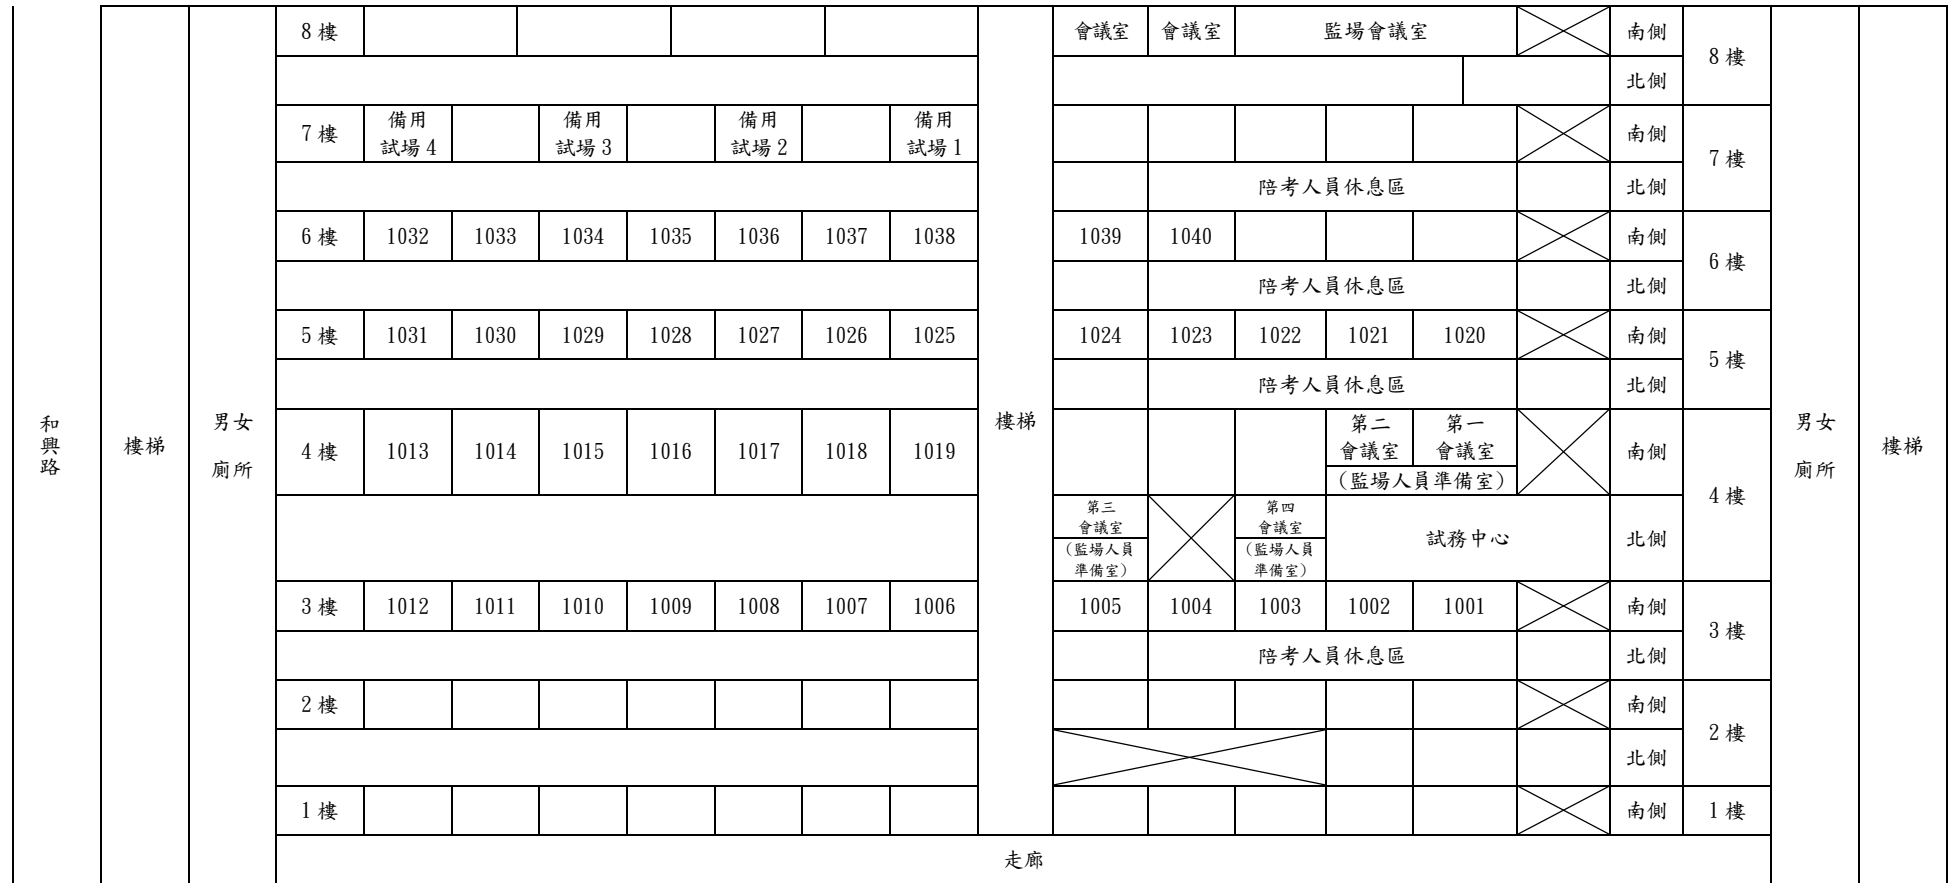 8樓 會議室 會議室 監場會議室 南側 8樓
北側
7樓 備用 備用 備用 備用 南側 7樓
試場4 試場3 試場2 試場1
陪考人員休息區 北側
6樓 1032 1033 1034 1035 1036 1037 1038 1039 1040 南側 6樓
陪考人員休息區 北側
5樓 1031 1030 1029 1028 1027 1026 1025 1024 1023 1022 1021 1020 南側 5樓
陪考人員休息區 北側
和興路 樓梯 男女 廁所 樓梯 男女 廁所 樓梯
第二 第一
4樓 1013 1014 1015 1016 1017 1018 1019 會議室 會議室 南側 4樓
(監場人員準備室)
第三 第四
會議室 會議室 試務中心 北側
(監場人員 (監場人員
準備室) 準備室)
3樓 1012 1011 1010 1009 1008 1007 1006 1005 1004 1003 1002 1001 南側 3樓
陪考人員休息區 北側
2樓 南側 2樓
北側
1樓 南側 1樓
走廊